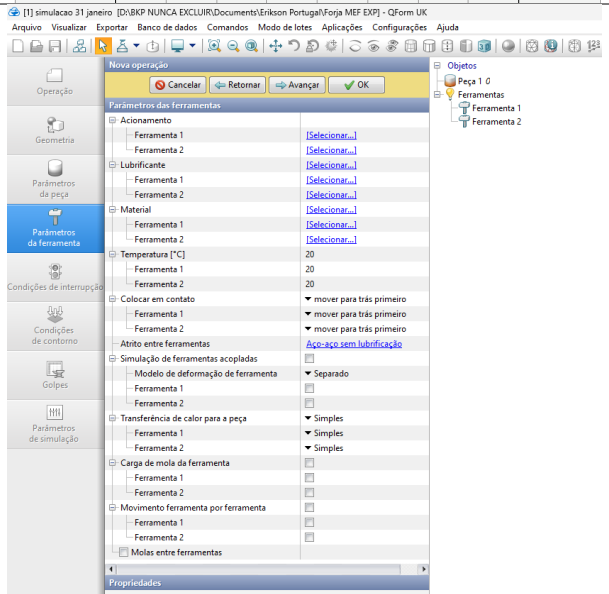 [1] simulacao 31 janeiro [D:\BKP NUNCA EXCLUIR\Documents\Erikson Portugal\Forja MEF EXP] - QForm UK
Arquivo Visualizar Exportar Banco de dados Comandos Modo de lotes Aplicações Configurações Ajuda
Nova operação
Cancelar Retornar Avançar OK
Parâmetros das ferramentas
Acionamento
Ferramenta 1 [Selecionar...]
Ferramenta 2 [Selecionar...]
Lubrificante [Selecionar...]
Ferramenta 1 [Selecionar...]
Ferramenta 2 [Selecionar...]
Material [Selecionar...]
Ferramenta 1 [Selecionar...]
Ferramenta 2 [Selecionar...]
Temperatura [°C] 20
Ferramenta 1 20
Ferramenta 2 20
Colocar em contato mover para trás primeiro
Ferramenta 1 mover para trás primeiro
Ferramenta 2 mover para trás primeiro
Atrito entre ferramentas Aço-aço sem lubrificação
Simulação de ferramentas acopladas
Modelo de deformação de ferramenta Separado
Ferramenta 1
Ferramenta 2
Transferência de calor para a peça Simples
Ferramenta 1 Simples
Ferramenta 2 Simples
Carga de mola da ferramenta
Ferramenta 1
Ferramenta 2
Movimento ferramenta por ferramenta
Ferramenta 1
Ferramenta 2
Molas entre ferramentas
Propriedades
Operação
Geometria
Parâmetros
da peça
Parâmetros
da ferramenta
Condições de interrupção
Condições
de contorno
Golpes
Parâmetros
de simulação
Objetos
Peça 1 0
Ferramentas
Ferramenta 1
Ferramenta 2